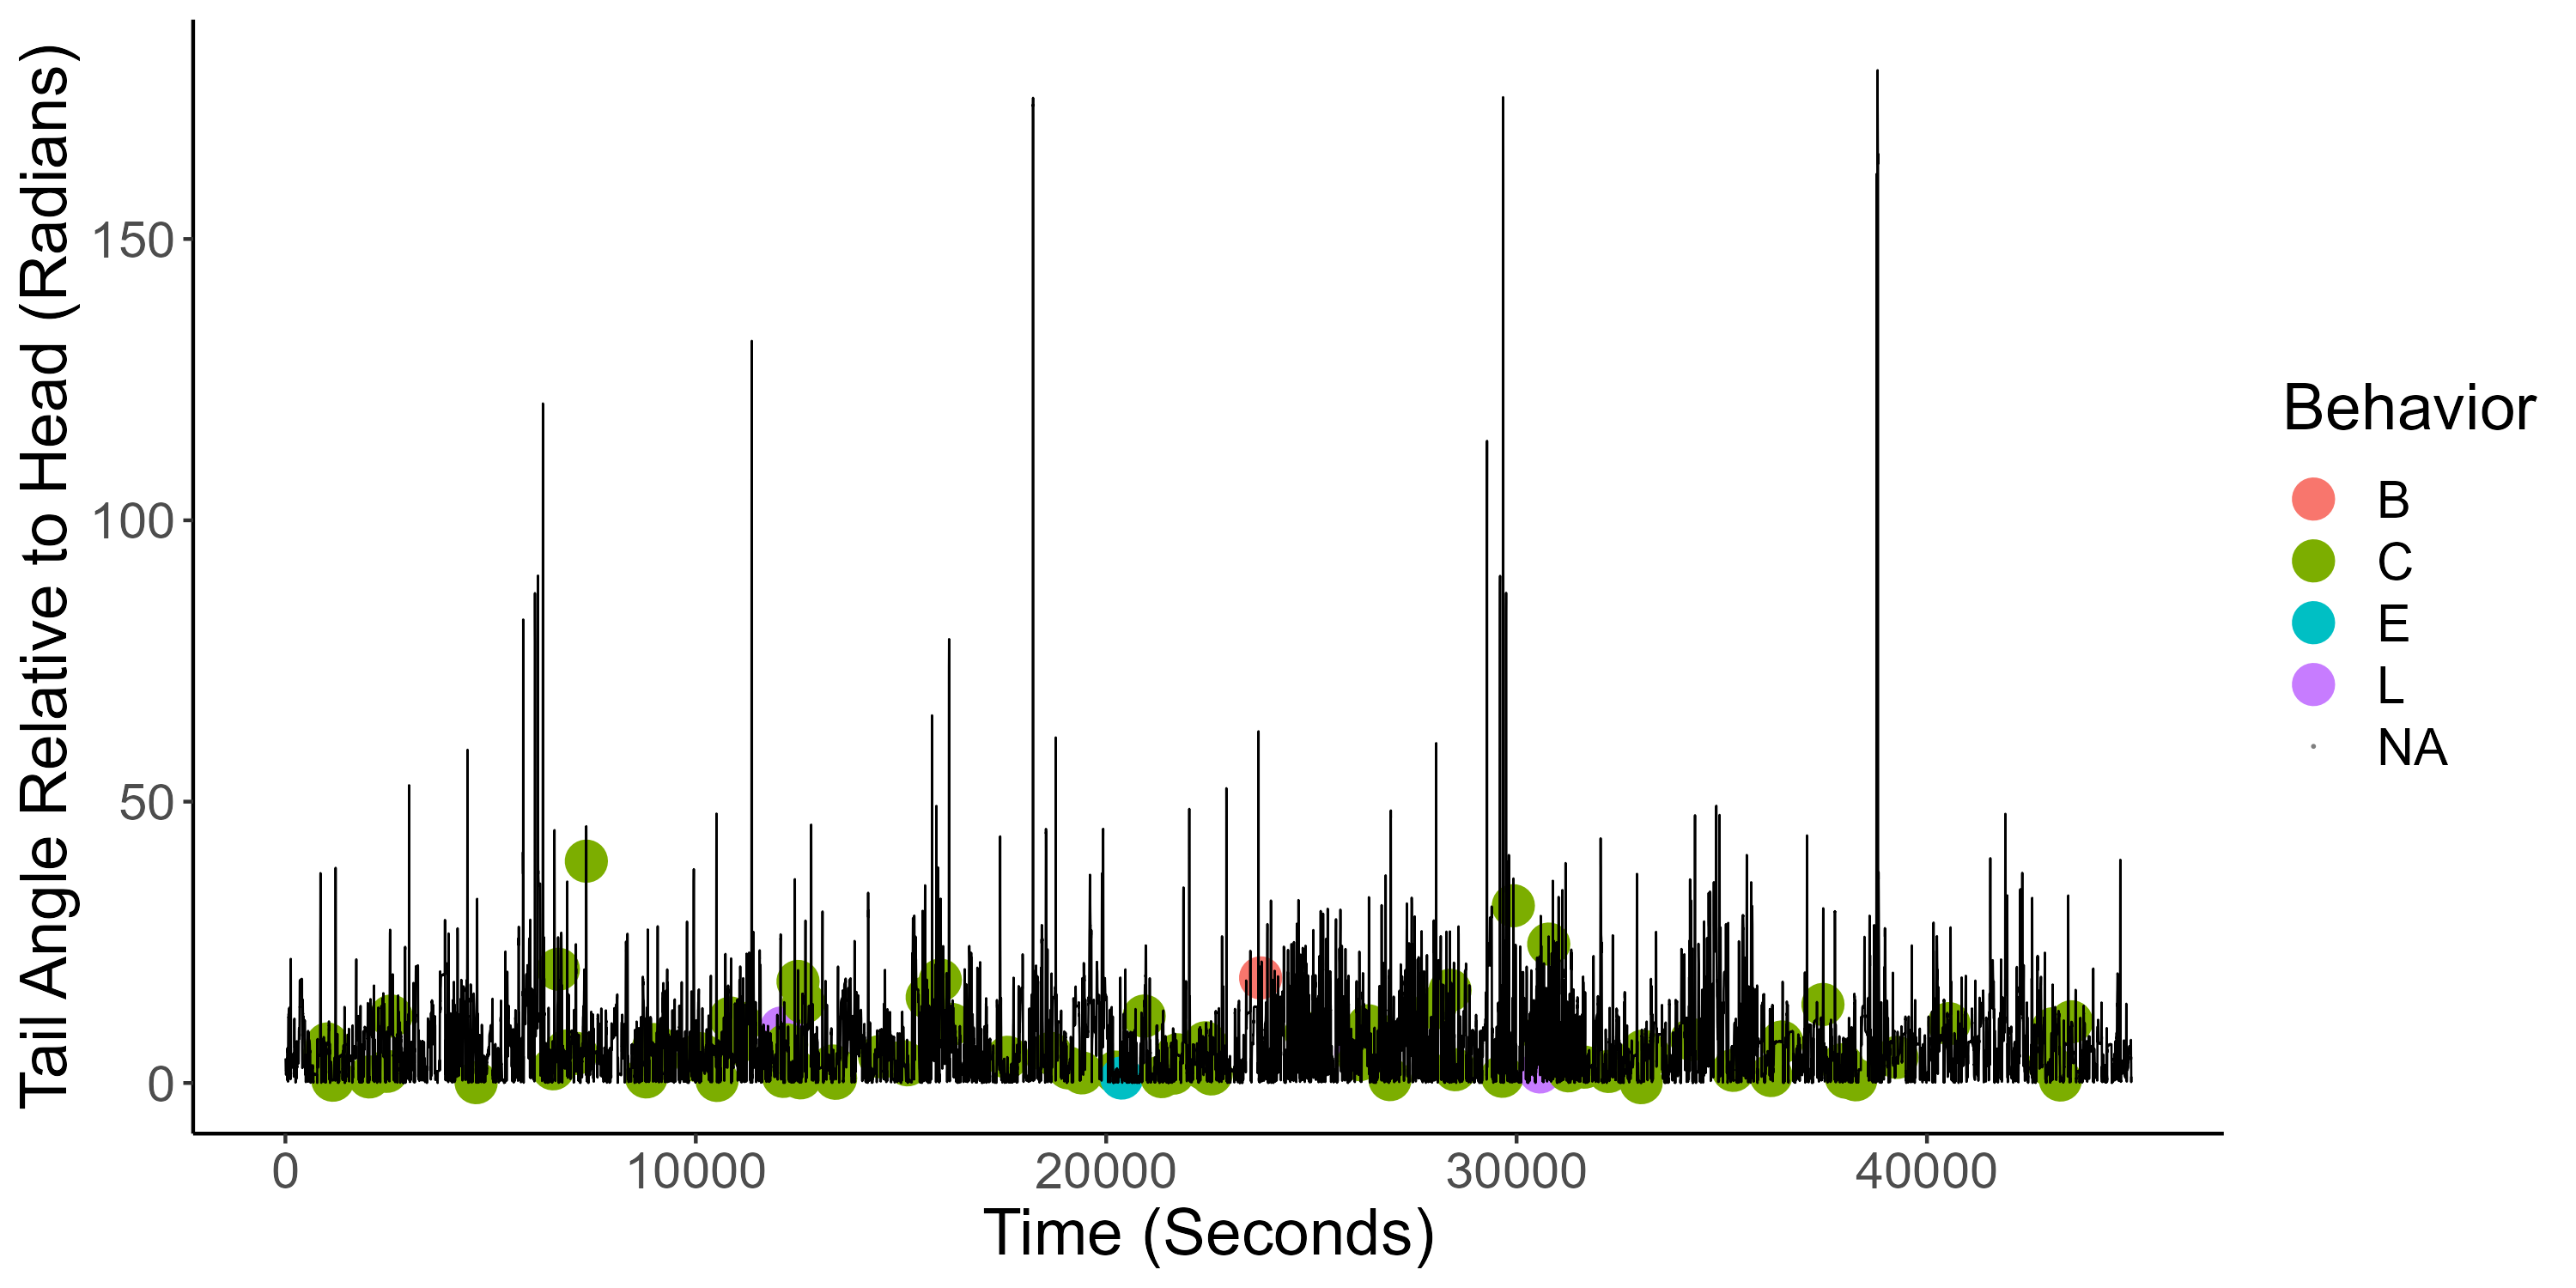 Tail Angle Relative to Head (Radians)
150
100
50
0
0 10000 20000 30000 40000
Time (Seconds)
Behavior
B
C
E
L
NA